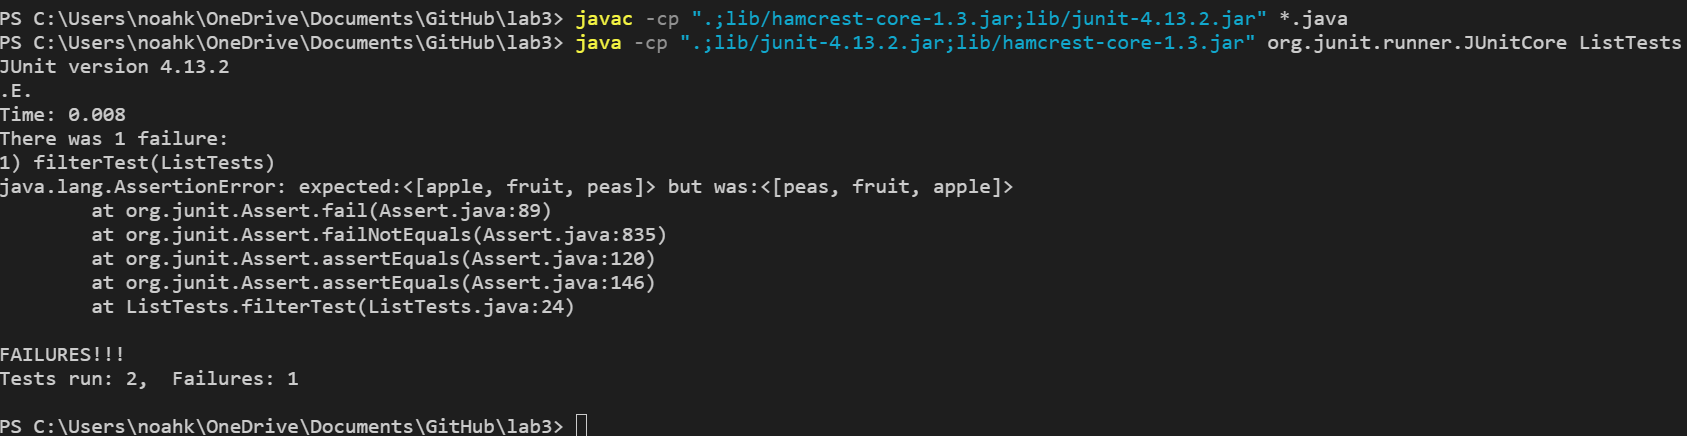 PS C:\Users\noahk\OneDrive\Documents\GitHub\lab3> javac -cp ".;lib/hamcrest-core-1.3.jar;lib/junit-4.13.2.jar" *.java
PS C:\Users\noahk\OneDrive\Documents\GitHub\lab3> java -cp ".;lib/junit-4.13.2.jar;lib/hamcrest-core-1.3.jar" org.junit.runner.JUnitCore ListTests
JUnit version 4.13.2
.E.
Time: 0.008
There was 1 failure:
1) filterTest(ListTests)
java.lang.AssertionError: expected:<[apple, fruit, peas]> but was:<[peas, fruit, apple]>
        at org.junit.Assert.fail(Assert.java:89)
        at org.junit.Assert.failNotEquals(Assert.java:835)
        at org.junit.Assert.assertEquals(Assert.java:120)
        at org.junit.Assert.assertEquals(Assert.java:146)
        at ListTests.filterTest(ListTests.java:24)

FAILURES!!!
Tests run: 2,  Failures: 1

PS C:\Users\noahk\OneDrive\Documents\GitHub\lab3>